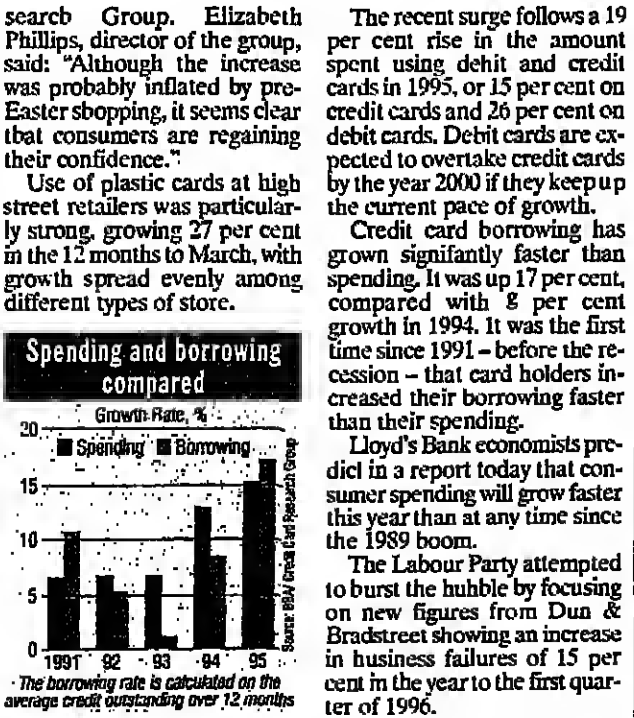 search Group. Elizabeth
Phillips, director of the group,
said: "Although the increase
was probably inflated by pre-
Easter shopping, it seems clear
that consumers are regaining
their confidence."
Use of plastic cards at high
street retailers was particular-
ly strong, growing 27 per cent
in the 12 months to March, with
growth spread evenly among
different types of store.
Spending and borrowing
compared
Growth Rate, %
20
Spending Borrowing
15
10
5
0
1991 92 93 94 95
Source: BBA/ Credit Card Research Group
The borrowing rate is calculated on the
average credit outstanding over 12 months
The recent surge follows a 19
per cent rise in the amount
spent using debit and credit
cards in 1995, or 15 per cent on
credit cards and 26 per cent on
debit cards. Debit cards are ex-
pected to overtake credit cards
by the year 2000 if they keep up
the current pace of growth.
Credit card borrowing has
grown signifantly faster than
spending. It was up 17 per cent,
compared with 8 per cent
growth in 1994. It was the first
time since 1991 – before the re-
cession – that card holders in-
creased their borrowing faster
than their spending.
Lloyd's Bank economists pre-
dict in a report today that con-
sumer spending will grow faster
this year than at any time since
the 1989 boom.
The Labour Party attempted
to burst the bubble by focusing
on new figures from Dun &
Bradstreet showing an increase
in business failures of 15 per
cent in the year to the first quar-
ter of 1996.